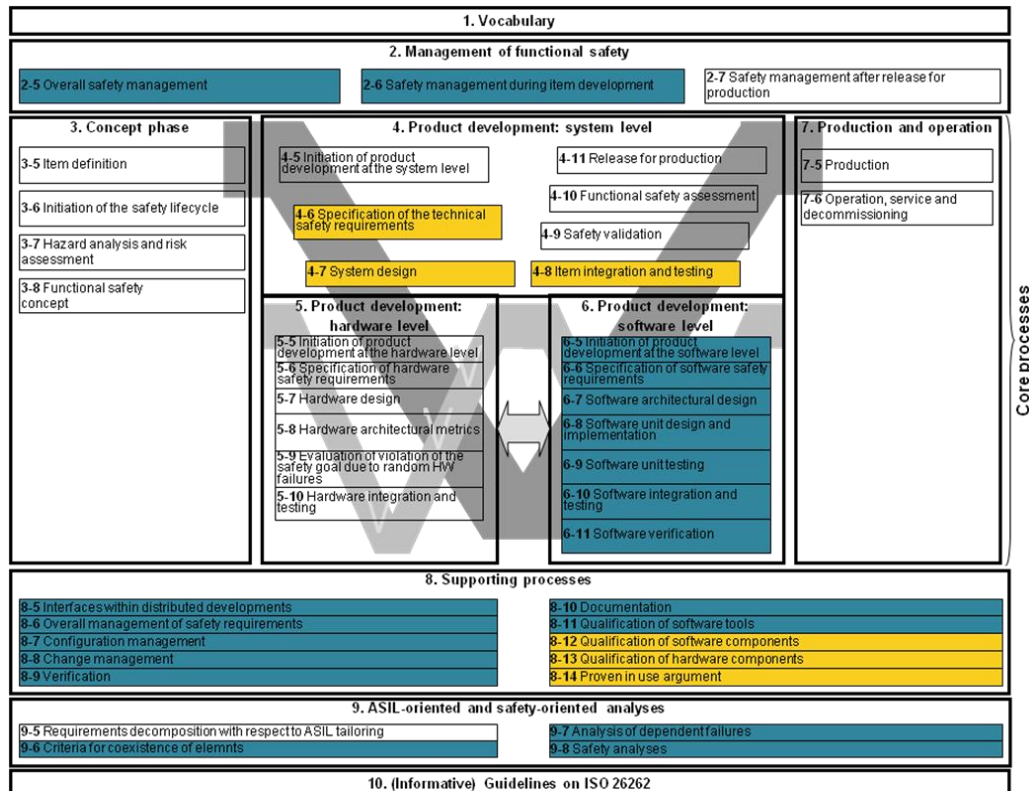 1. Vocabulary
2. Management of functional safety
2-5 Overall safety management
2-6 Safety management during item development
2-7 Safety management after release for
production
3. Concept phase
3-5 Item definition
3-6 Initiation of the safety lifecycle
3-7 Hazard analysis and risk
assessment
3-8 Functional safety
concept
4. Product development: system level
4-5 Initiation of product
development at the system level
4-6 Specification of the technical
safety requirements
4-7 System design
4-11 Release for production
4-10 Functional safety assessment
4-9 Safety validation
4-8 Item integration and testing
7. Production and operation
7-5 Production
7-6 Operation, service and
decommissioning
5. Product development:
hardware level
5-5 Initiation of product
development at the hardware level
5-6 Specification of hardware
safety requirements
5-7 Hardware design
5-8 Hardware architectural metrics
5-9 Evaluation of violation of the
safety goal due to random HW
failures
5-10 Hardware integration and
testing
6. Product development:
software level
6-5 Initiation of product
development at the software level
6-6 Specification of software safety
requirements
6-7 Software architectural design
6-8 Software unit design and
implementation
6-9 Software unit testing
6-10 Software integration and
testing
6-11 Software verification
Core processes
8. Supporting processes
8-5 Interfaces within distributed developments
8-6 Overall management of safety requirements
8-7 Configuration management
8-8 Change management
8-9 Verification
8-10 Documentation
8-11 Qualification of software tools
8-12 Qualification of software components
8-13 Qualification of hardware components
8-14 Proven in use argument
9. ASIL-oriented and safety-oriented analyses
9-5 Requirements decomposition with respect to ASIL tailoring
9-6 Criteria for coexistence of elemnts
9-7 Analysis of dependent failures
9-8 Safety analyses
10. (Informative) Guidelines on ISO 26262